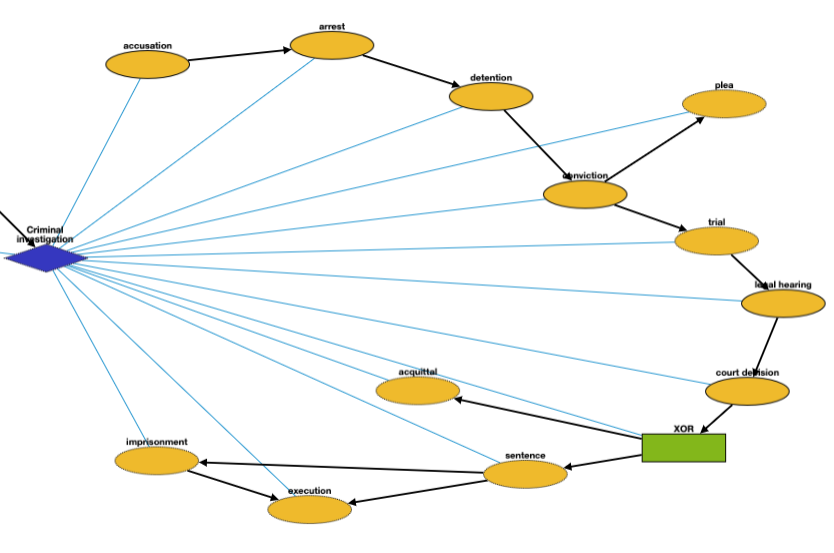 arrest
accusation
detention
plea
conviction
trial
Criminal
investigation
legal hearing
court decision
acquittal
XOR
imprisonment
sentence
execution